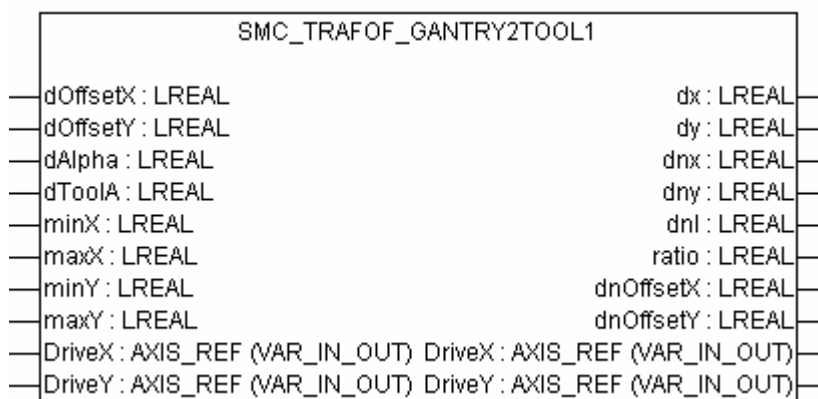 SMC_TRAFOF_GANTRY2TOOL1
dOffsetX : LREAL dx : LREAL
dOffsetY : LREAL dy : LREAL
dAlpha : LREAL dnx : LREAL
dToolA : LREAL dny : LREAL
minX : LREAL dnl : LREAL
maxX : LREAL ratio : LREAL
minY : LREAL dnOffsetX : LREAL
maxY : LREAL dnOffsetY : LREAL
DriveX : AXIS_REF (VAR_IN_OUT) DriveX : AXIS_REF (VAR_IN_OUT)
DriveY : AXIS_REF (VAR_IN_OUT) DriveY : AXIS_REF (VAR_IN_OUT)